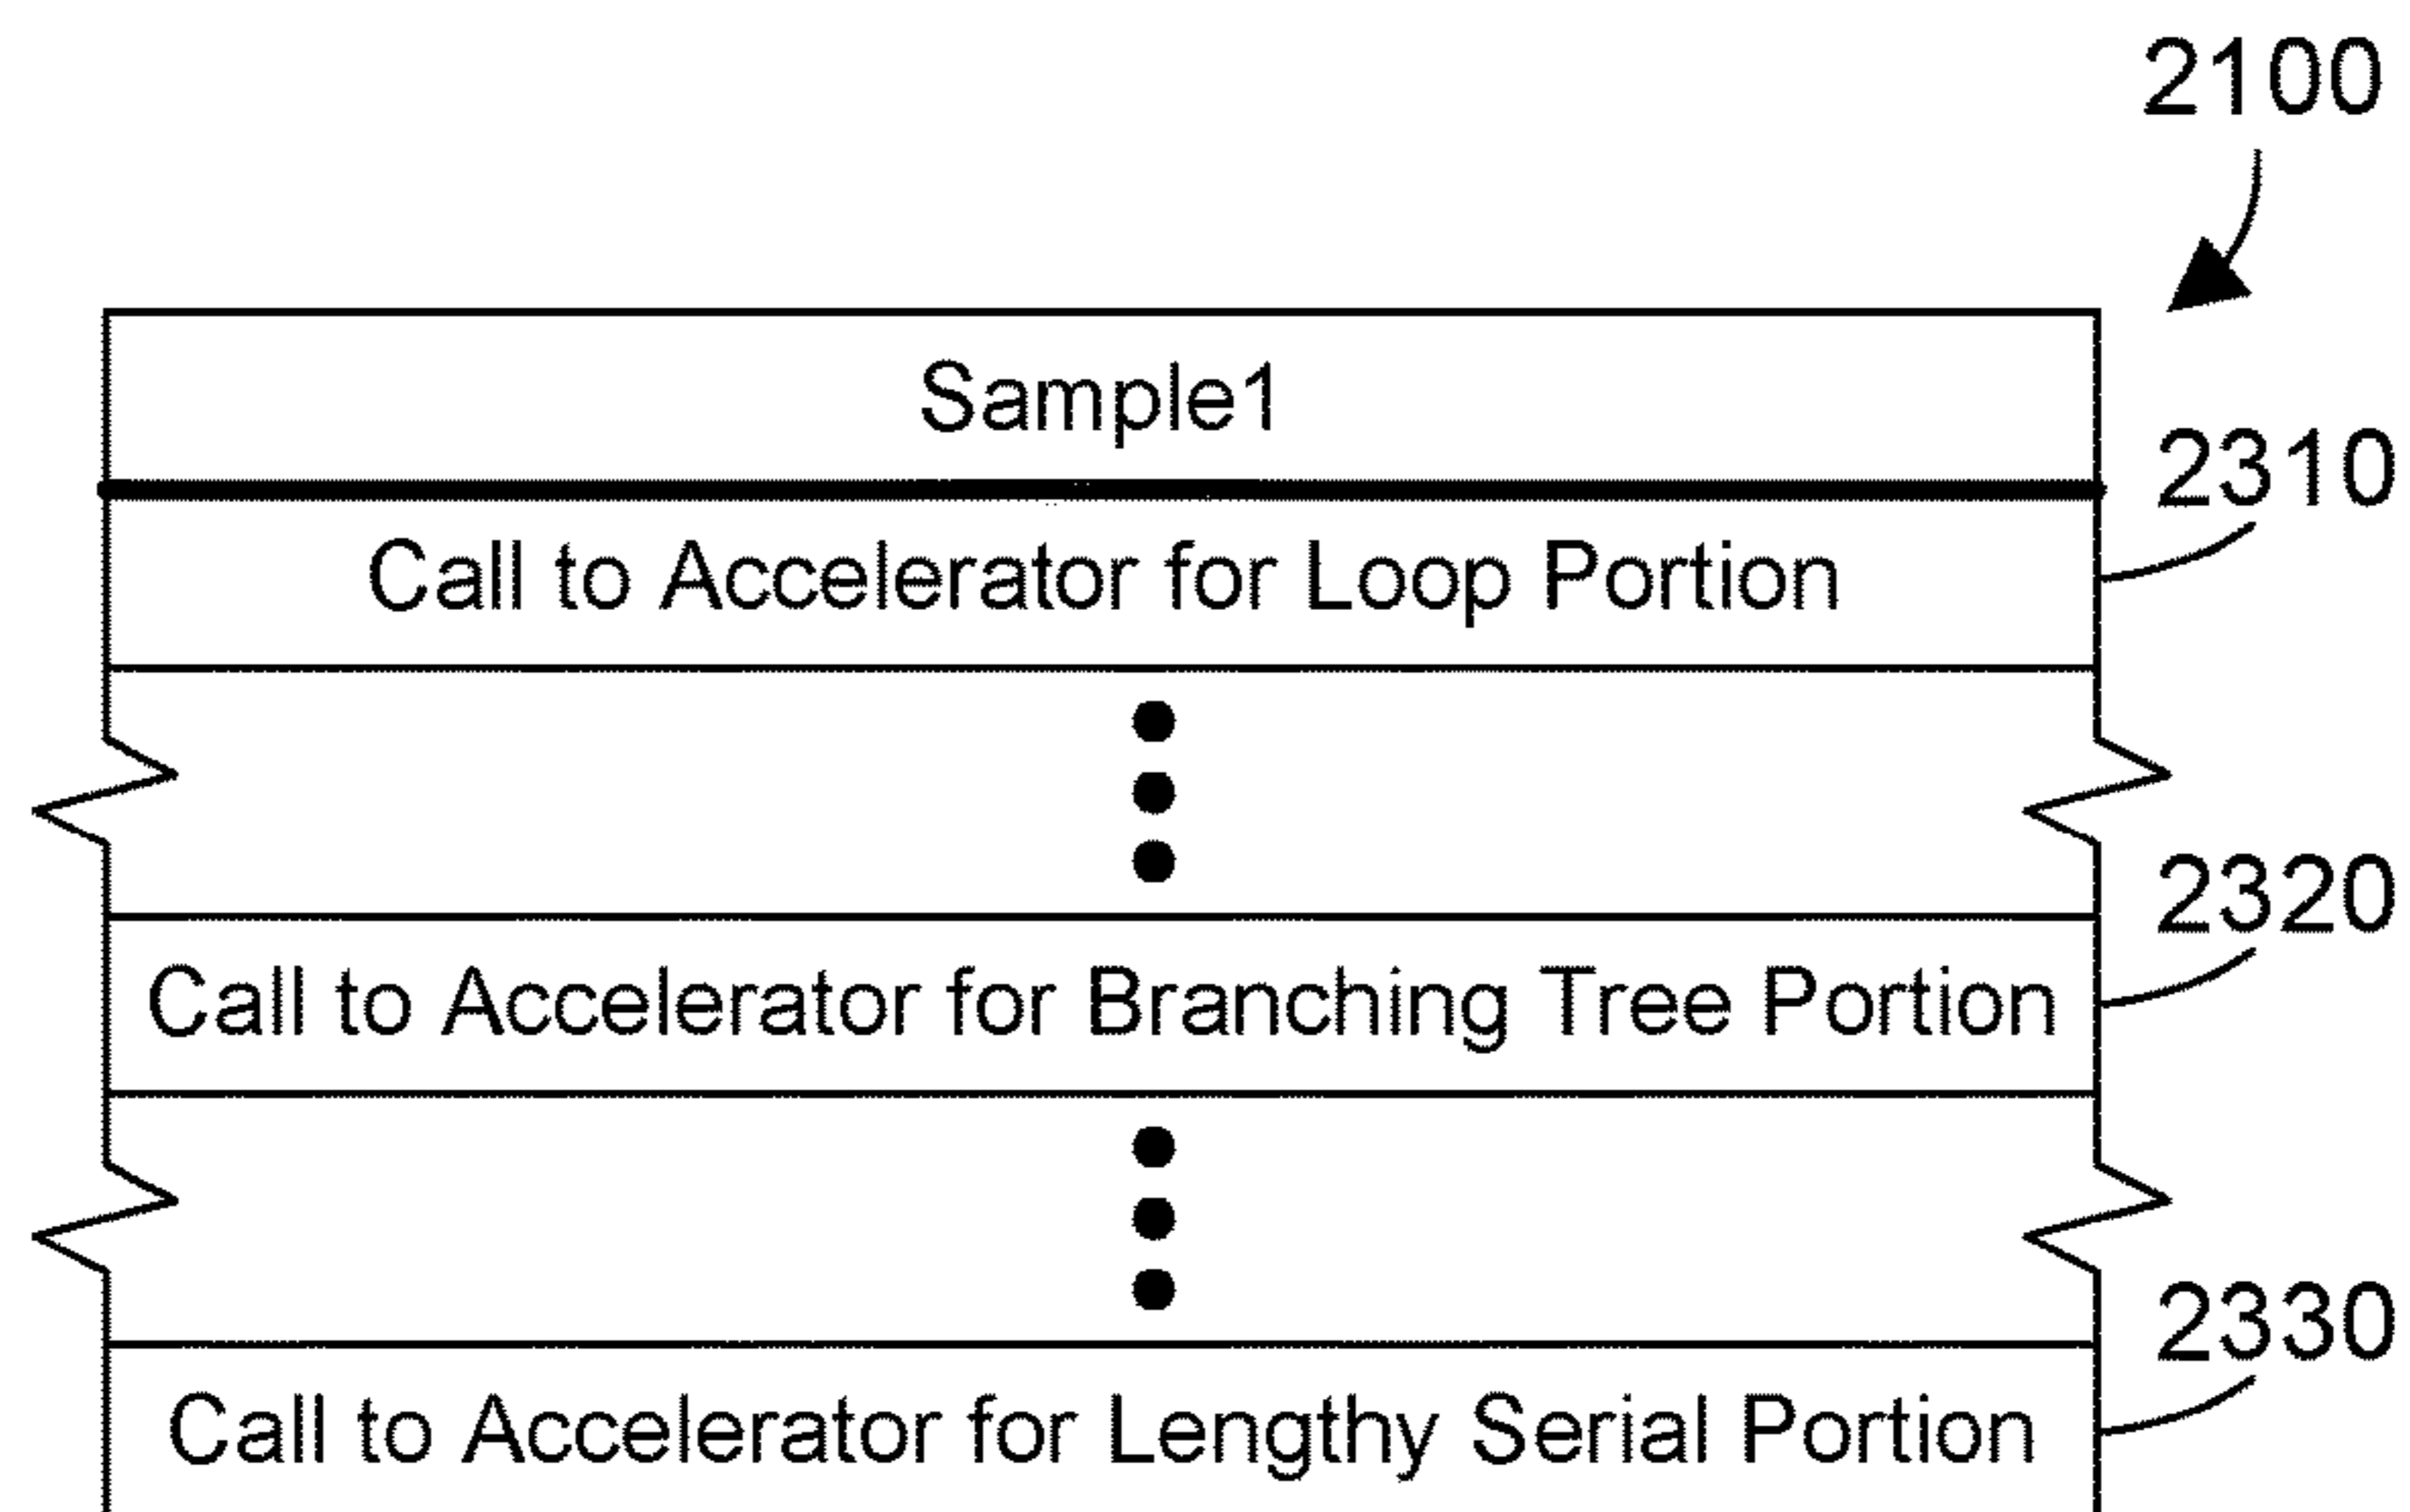 2100
Sample1
2310
Call to Accelerator for Loop Portion
2320
Call to Accelerator for Branching Tree Portion
2330
Call to Accelerator for Lengthy Serial Portion